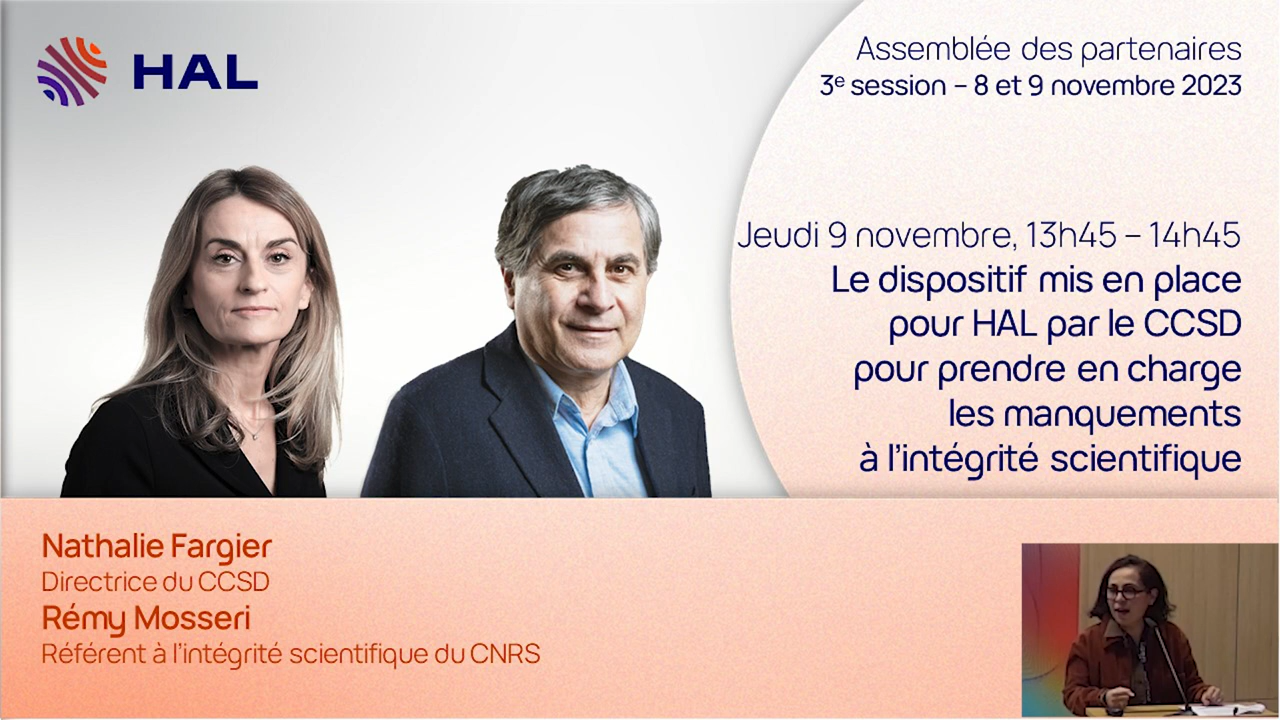 HAL
Assemblée des partenaires
3e session – 8 et 9 novembre 2023
Jeudi 9 novembre, 13h45 – 14h45
Le dispositif mis en place
pour HAL par le CCSD
pour prendre en charge
les manquements
à l'intégrité scientifique
Nathalie Fargier
Directrice du CCSD
Rémy Mosseri
Référent à l'intégrité scientifique du CNRS